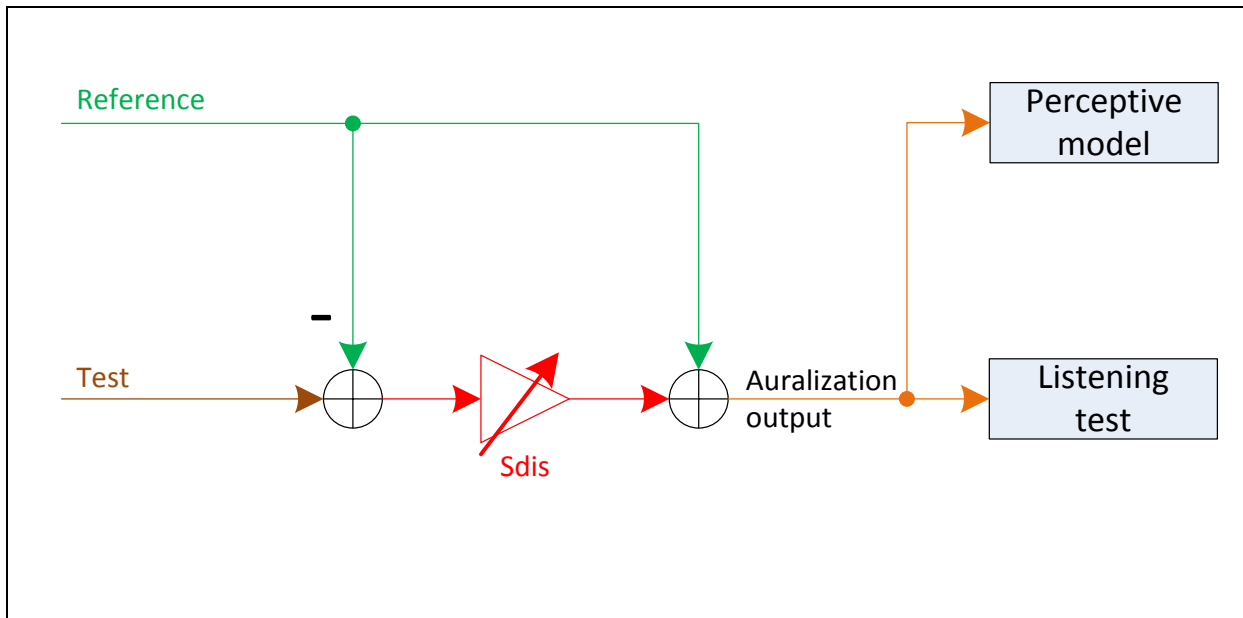 Reference
Perceptive
model
–
Test
Auralization
output
Listening
test
Sdis